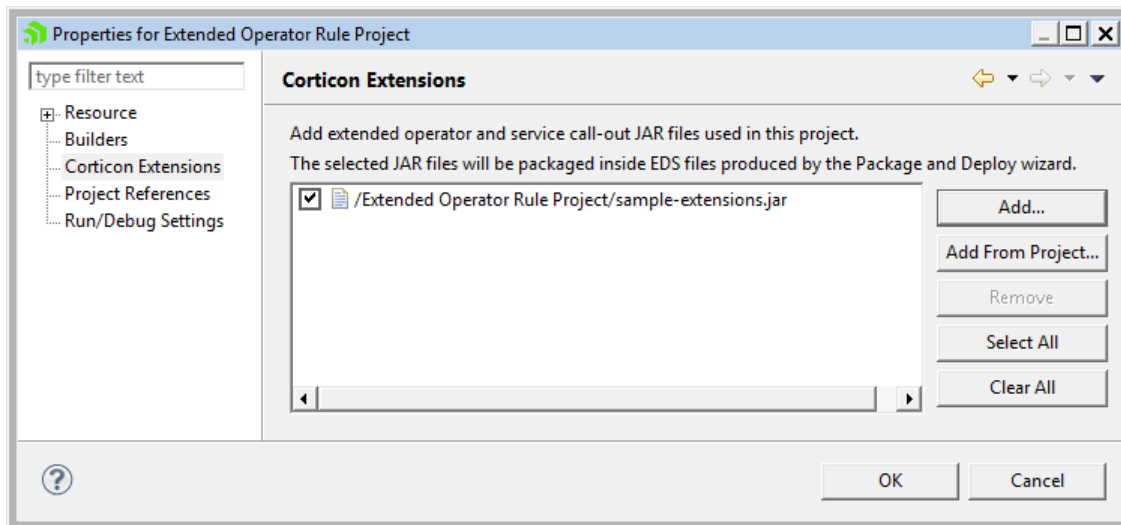 Properties for Extended Operator Rule Project
type filter text
Resource
Builders
Corticon Extensions
Project References
Run/Debug Settings
Corticon Extensions
Add extended operator and service call-out JAR files used in this project.
The selected JAR files will be packaged inside EDS files produced by the Package and Deploy wizard.
/Extended Operator Rule Project/sample-extensions.jar
Add...
Add From Project...
Remove
Select All
Clear All
?
OK
Cancel